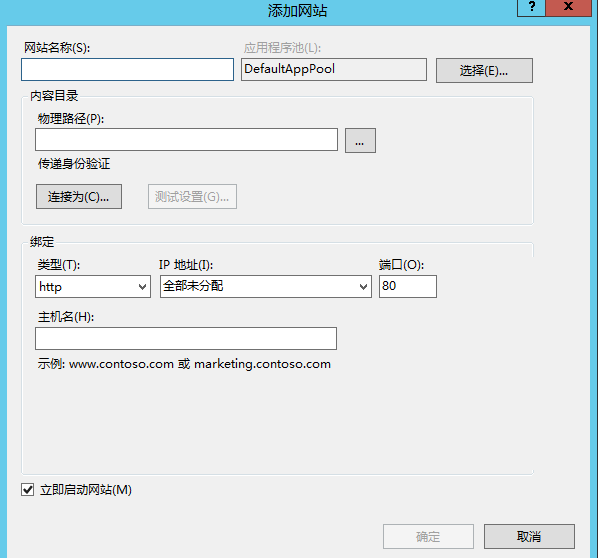 添加网站
? x
网站名称(S): 应用程序池(L):
DefaultAppPool 选择(E)...
内容目录
物理路径(P):
...
传递身份验证
连接为(C)... 测试设置(G)...
绑定
类型(T): IP 地址(I): 端口(O):
http 全部未分配 80
主机名(H):
示例: www.contoso.com 或 marketing.contoso.com
立即启动网站(M)
确定 取消